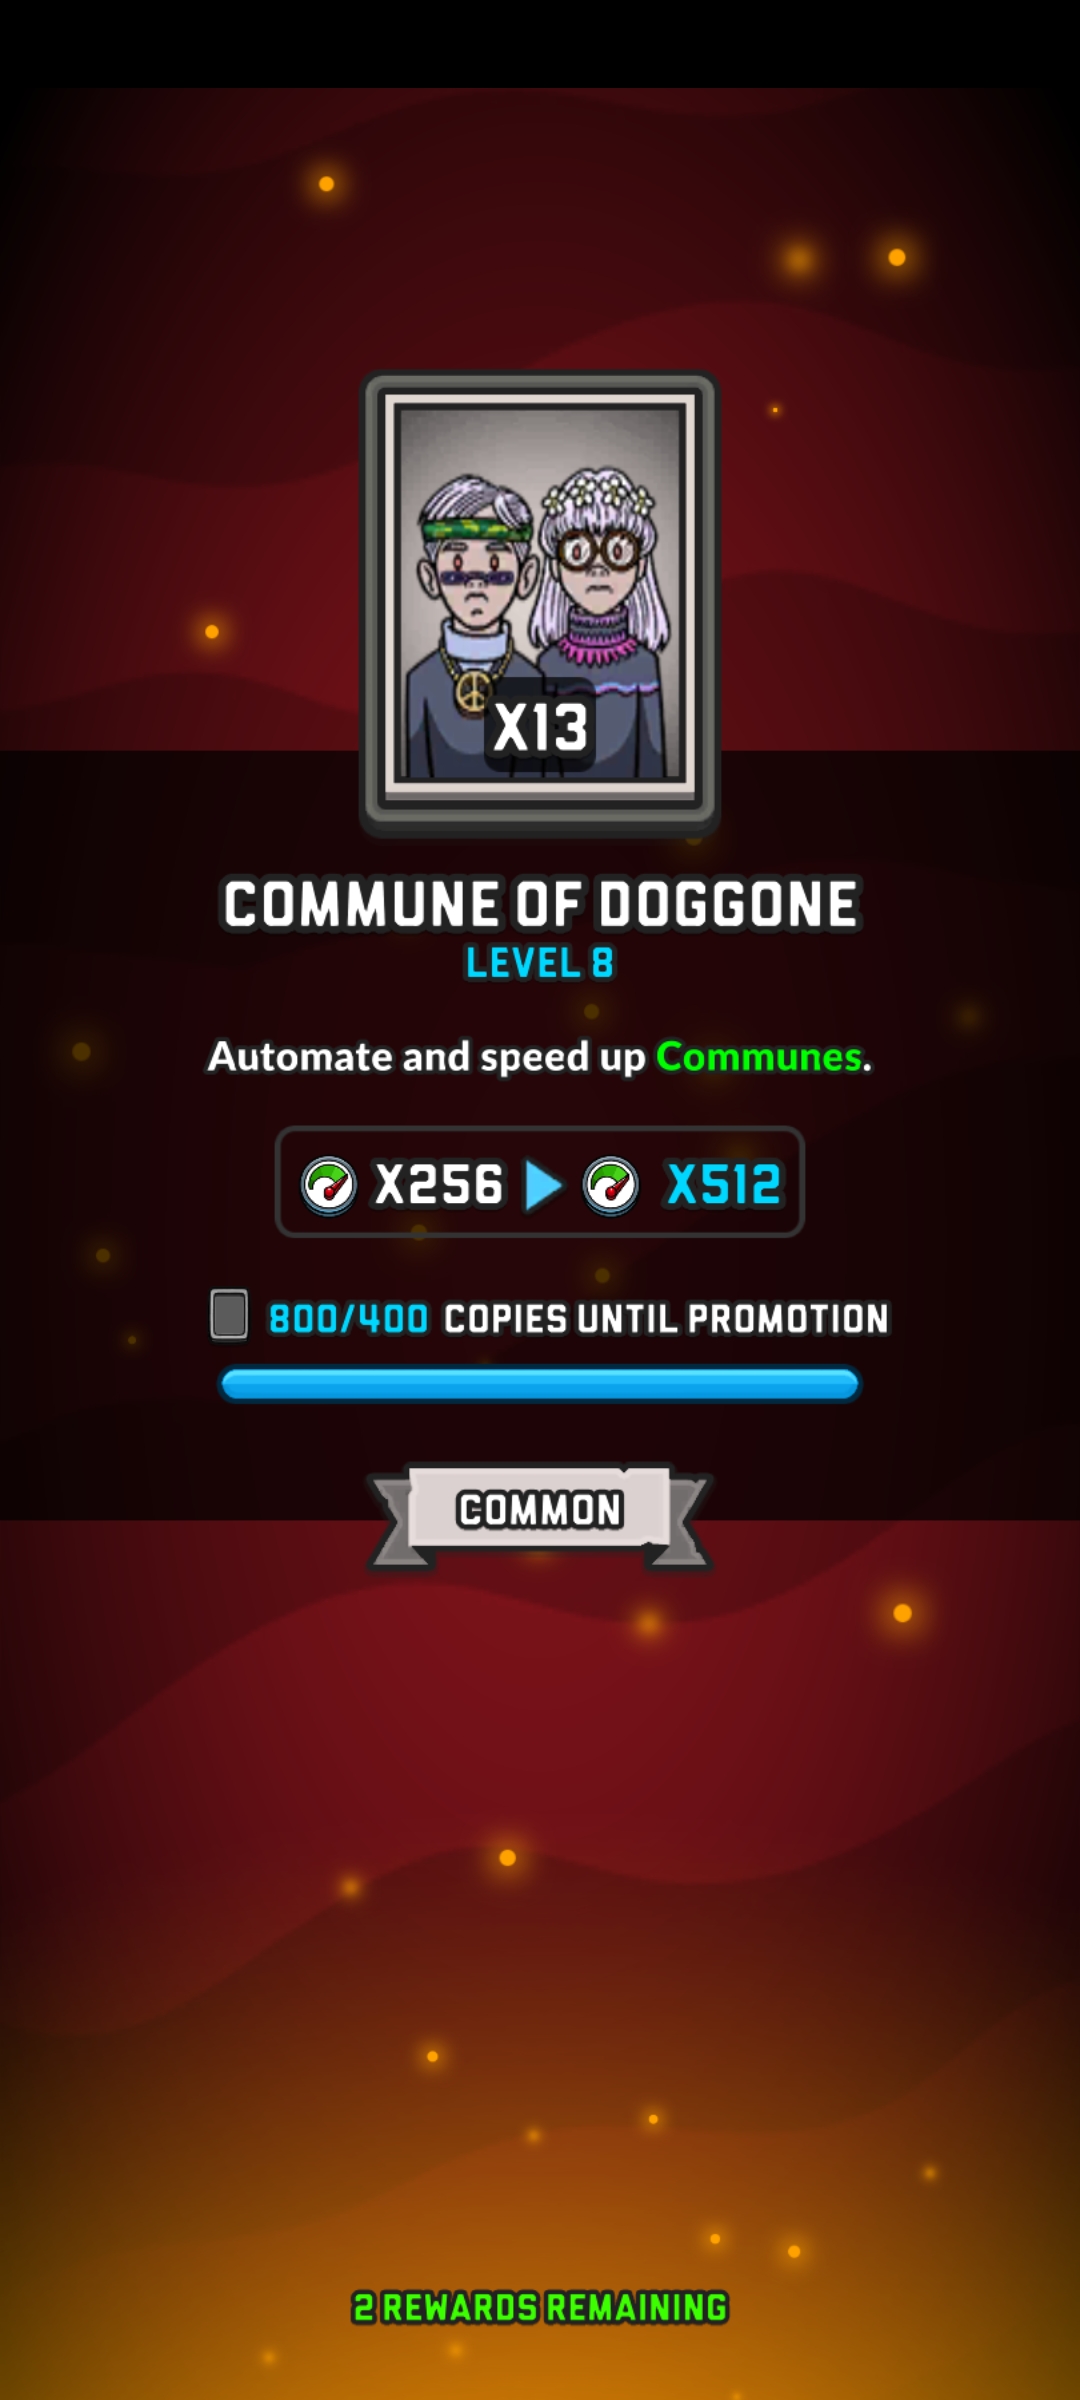 X13
COMMUNE OF DOGGONE
LEVEL 8
Automate and speed up Communes.
X256 X512
800/400 COPIES UNTIL PROMOTION
COMMON
2 REWARDS REMAINING